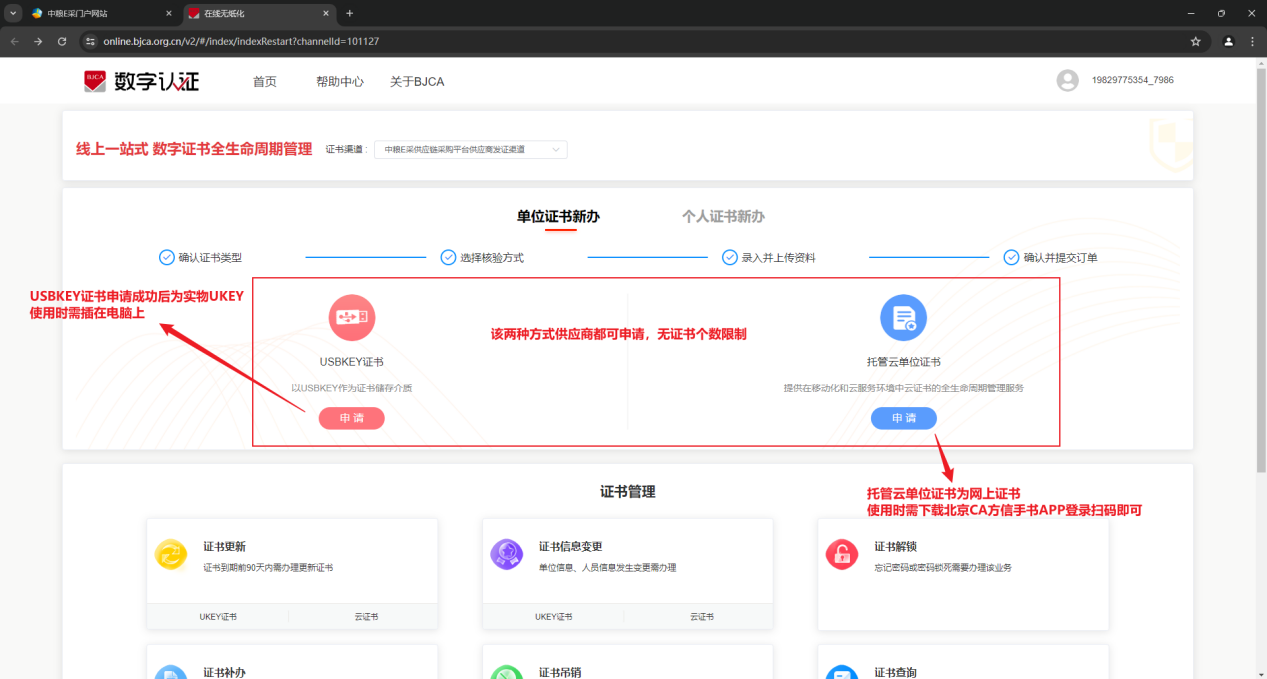 中粮E采门户网站
在线无纸化
online.bjca.org.cn/v2/#/index/indexRestart?channelId=101127
BJCA 数字认证
首页
帮助中心
关于BJCA
19829775354_7986
线上一站式 数字证书全生命周期管理
证书渠道：
中粮E采供应链采购平台供应商发证渠道
单位证书新办
个人证书新办
确认证书类型
选择核验方式
录入并上传资料
确认并提交订单
USBKEY证书申请成功后为实物UKEY
使用时需插在电脑上
该两种方式供应商都可申请，无证书个数限制
USBKEY证书
以USBKEY作为证书储存介质
申 请
托管云单位证书
提供在移动化和云服务环境中云证书的全生命周期管理服务
申 请
托管云单位证书为网上证书
使用时需下载北京CA方信手书APP登录扫码即可
证书管理
证书更新
证书到期前90天内需办理更新证书
UKEY证书
云证书
证书信息变更
单位信息、人员信息发生变更需办理
UKEY证书
云证书
证书解锁
忘记密码或密码锁死需要办理该业务
证书补办
证书吊销
证书查询